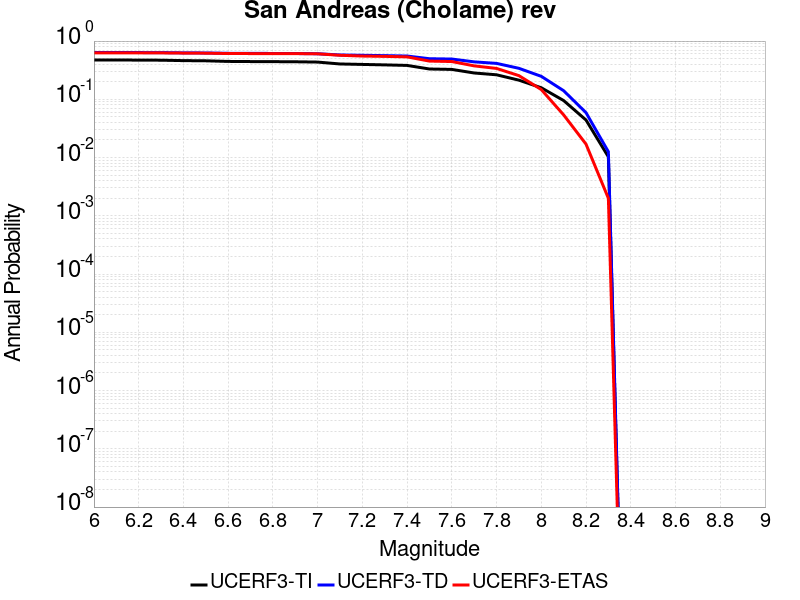 San Andreas (Cholame) rev
10^0
10^-1
10^-2
10^-3
10^-4
10^-5
10^-6
10^-7
10^-8
Annual Probability
6 6.2 6.4 6.6 6.8 7 7.2 7.4 7.6 7.8 8 8.2 8.4 8.6 8.8 9
Magnitude
UCERF3-TI UCERF3-TD UCERF3-ETAS